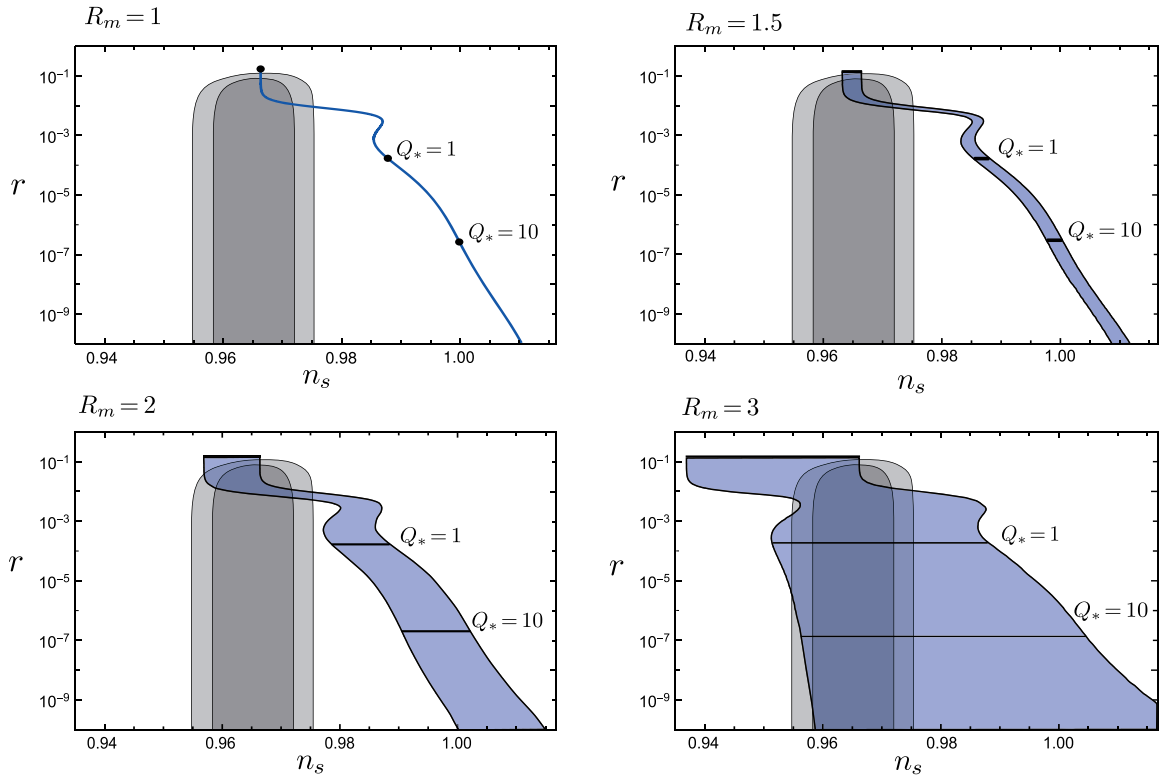 R_m = 1
10^-1
10^-3
10^-5
10^-7
10^-9
r
Q_* = 1
Q_* = 10
0.94 0.96 0.98 1.00
n_s
R_m = 1.5
10^-1
10^-3
10^-5
10^-7
10^-9
r
Q_* = 1
Q_* = 10
0.94 0.96 0.98 1.00
n_s
R_m = 2
10^-1
10^-3
10^-5
10^-7
10^-9
r
Q_* = 1
Q_* = 10
0.94 0.96 0.98 1.00
n_s
R_m = 3
10^-1
10^-3
10^-5
10^-7
10^-9
r
Q_* = 1
Q_* = 10
0.94 0.96 0.98 1.00
n_s